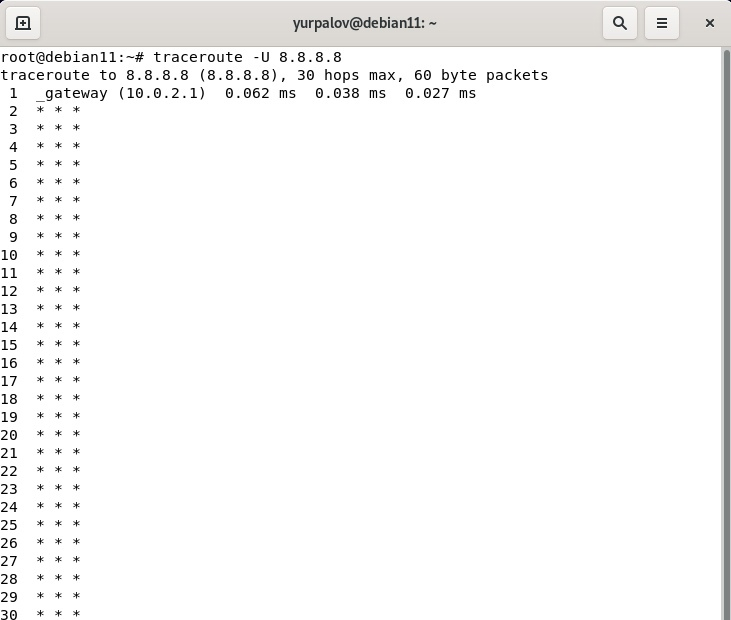 yurpalov@debian11: ~
root@debian11:~# traceroute -U 8.8.8.8
traceroute to 8.8.8.8 (8.8.8.8), 30 hops max, 60 byte packets
 1  _gateway (10.0.2.1)  0.062 ms  0.038 ms  0.027 ms
 2  * * *
 3  * * *
 4  * * *
 5  * * *
 6  * * *
 7  * * *
 8  * * *
 9  * * *
10  * * *
11  * * *
12  * * *
13  * * *
14  * * *
15  * * *
16  * * *
17  * * *
18  * * *
19  * * *
20  * * *
21  * * *
22  * * *
23  * * *
24  * * *
25  * * *
26  * * *
27  * * *
28  * * *
29  * * *
30  * * *